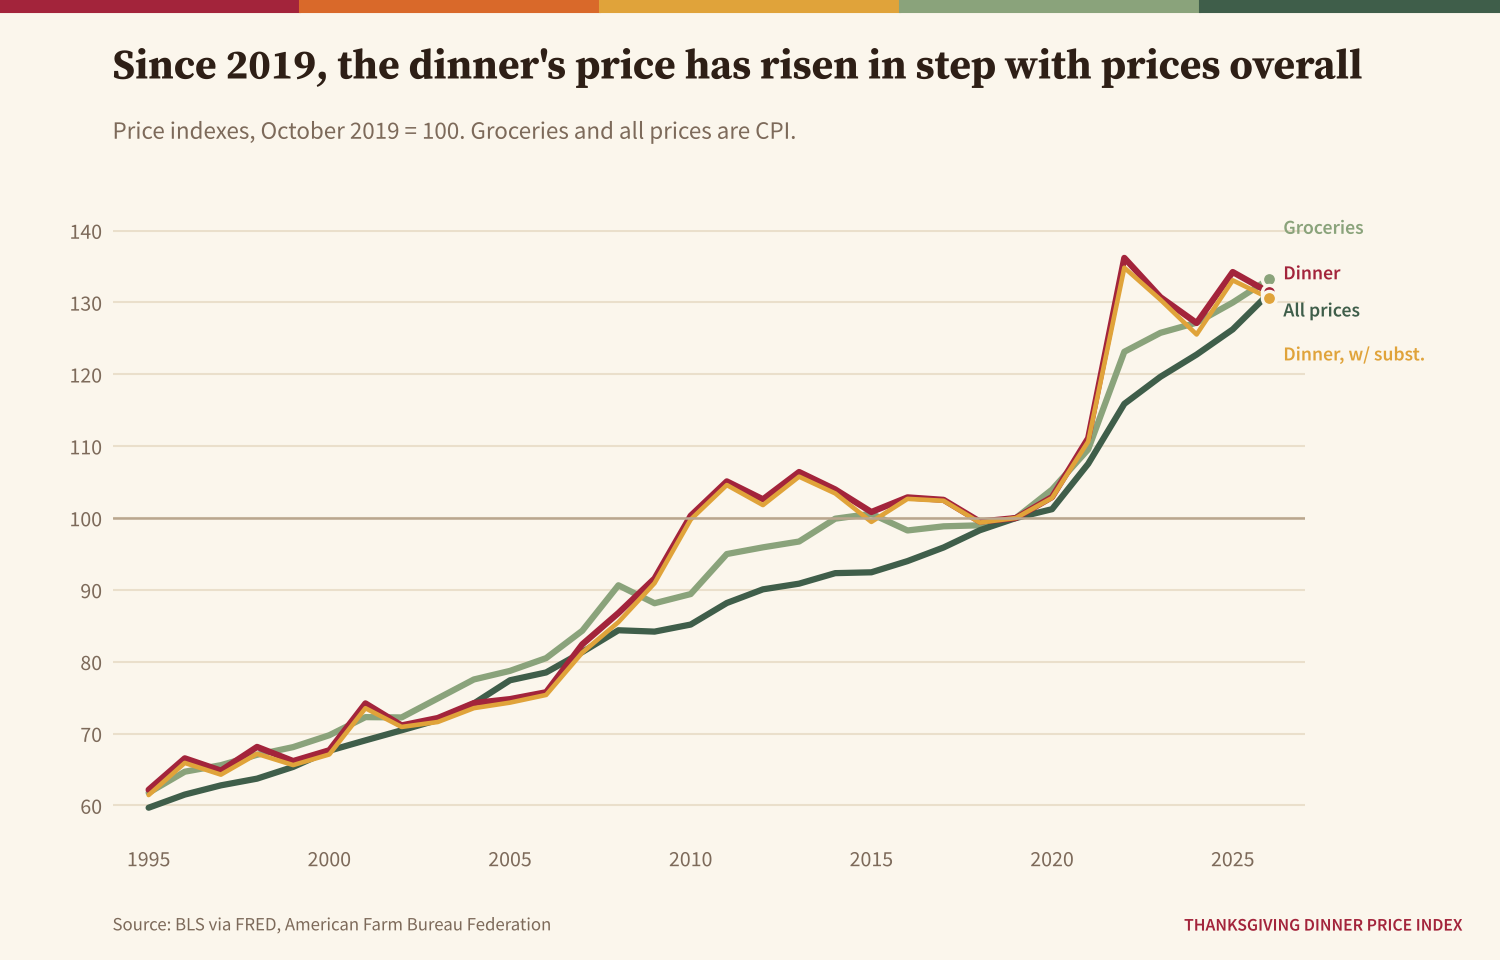 Since 2019, the dinner's price has risen in step with prices overall
Price indexes, October 2019 = 100. Groceries and all prices are CPI.
140
130
120
110
100
90
80
70
60
Groceries
Dinner
All prices
Dinner, w/ subst.
1995 2000 2005 2010 2015 2020 2025
Source: BLS via FRED, American Farm Bureau Federation
THANKSGIVING DINNER PRICE INDEX